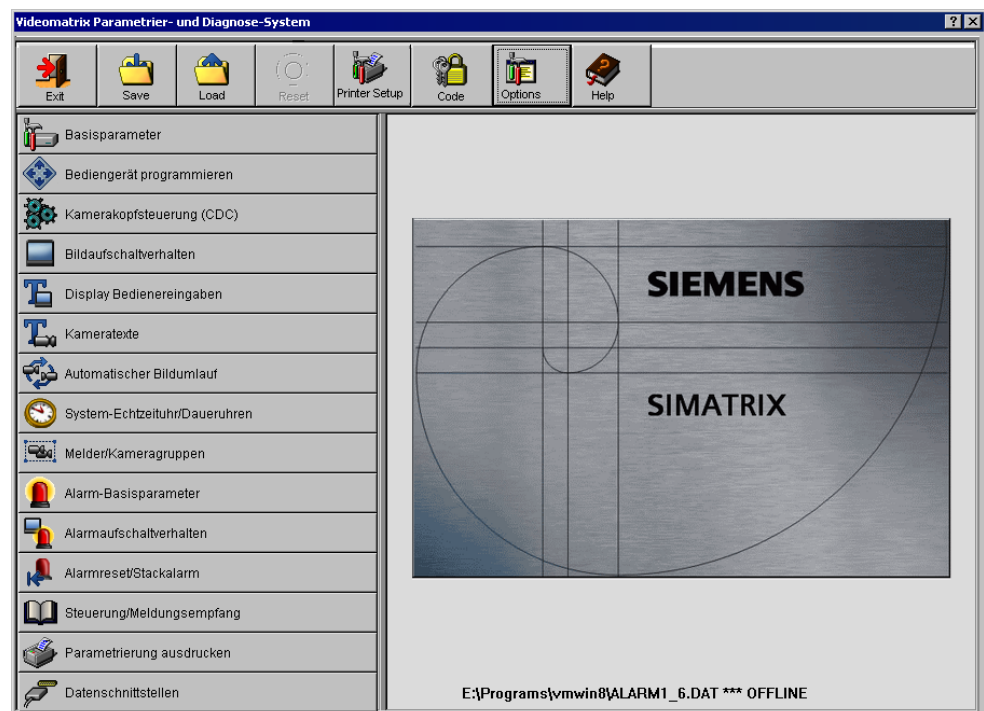 Videomatrix Parametrier- und Diagnose-System
Exit
Save
Load
Reset
Printer Setup
Code
Options
Help
Basisparameter
Bediengerät programmieren
Kamerakopfsteuerung (CDC)
Bildaufschaltverhalten
Display Bedienereingaben
Kameratexte
Automatischer Bildumlauf
System-Echtzeituhr/Daueruhren
Melder/Kameragruppen
Alarm-Basisparameter
Alarmaufschaltverhalten
Alarmreset/Stackalarm
Steuerung/Meldungsempfang
Parametrierung ausdrucken
Datenschnittstellen
SIEMENS
SIMATRIX
E:\Programs\vmwin8\ALARM1_6.DAT *** OFFLINE